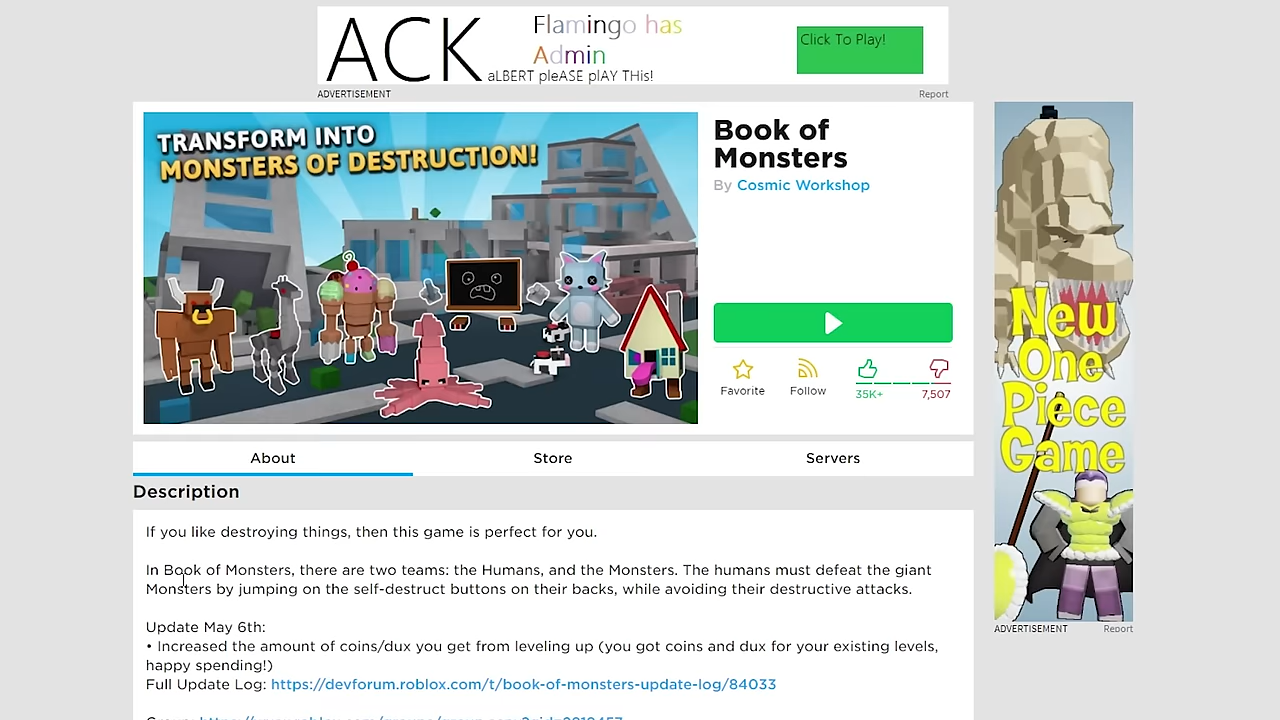 ACK
Flamingo has
Admin
aLBERT pleASE plAY THis!
Click To Play!
ADVERTISEMENT
Report
TRANSFORM INTO
MONSTERS OF DESTRUCTION!
Book of
Monsters
By Cosmic Workshop
Favorite
Follow
35K+
7,507
New
One
Piece
Game
ADVERTISEMENT
Report
About
Store
Servers
Description
If you like destroying things, then this game is perfect for you.
In Book of Monsters, there are two teams: the Humans, and the Monsters. The humans must defeat the giant
Monsters by jumping on the self-destruct buttons on their backs, while avoiding their destructive attacks.
Update May 6th:
• Increased the amount of coins/dux you get from leveling up (you got coins and dux for your existing levels,
happy spending!)
Full Update Log: https://devforum.roblox.com/t/book-of-monsters-update-log/84033